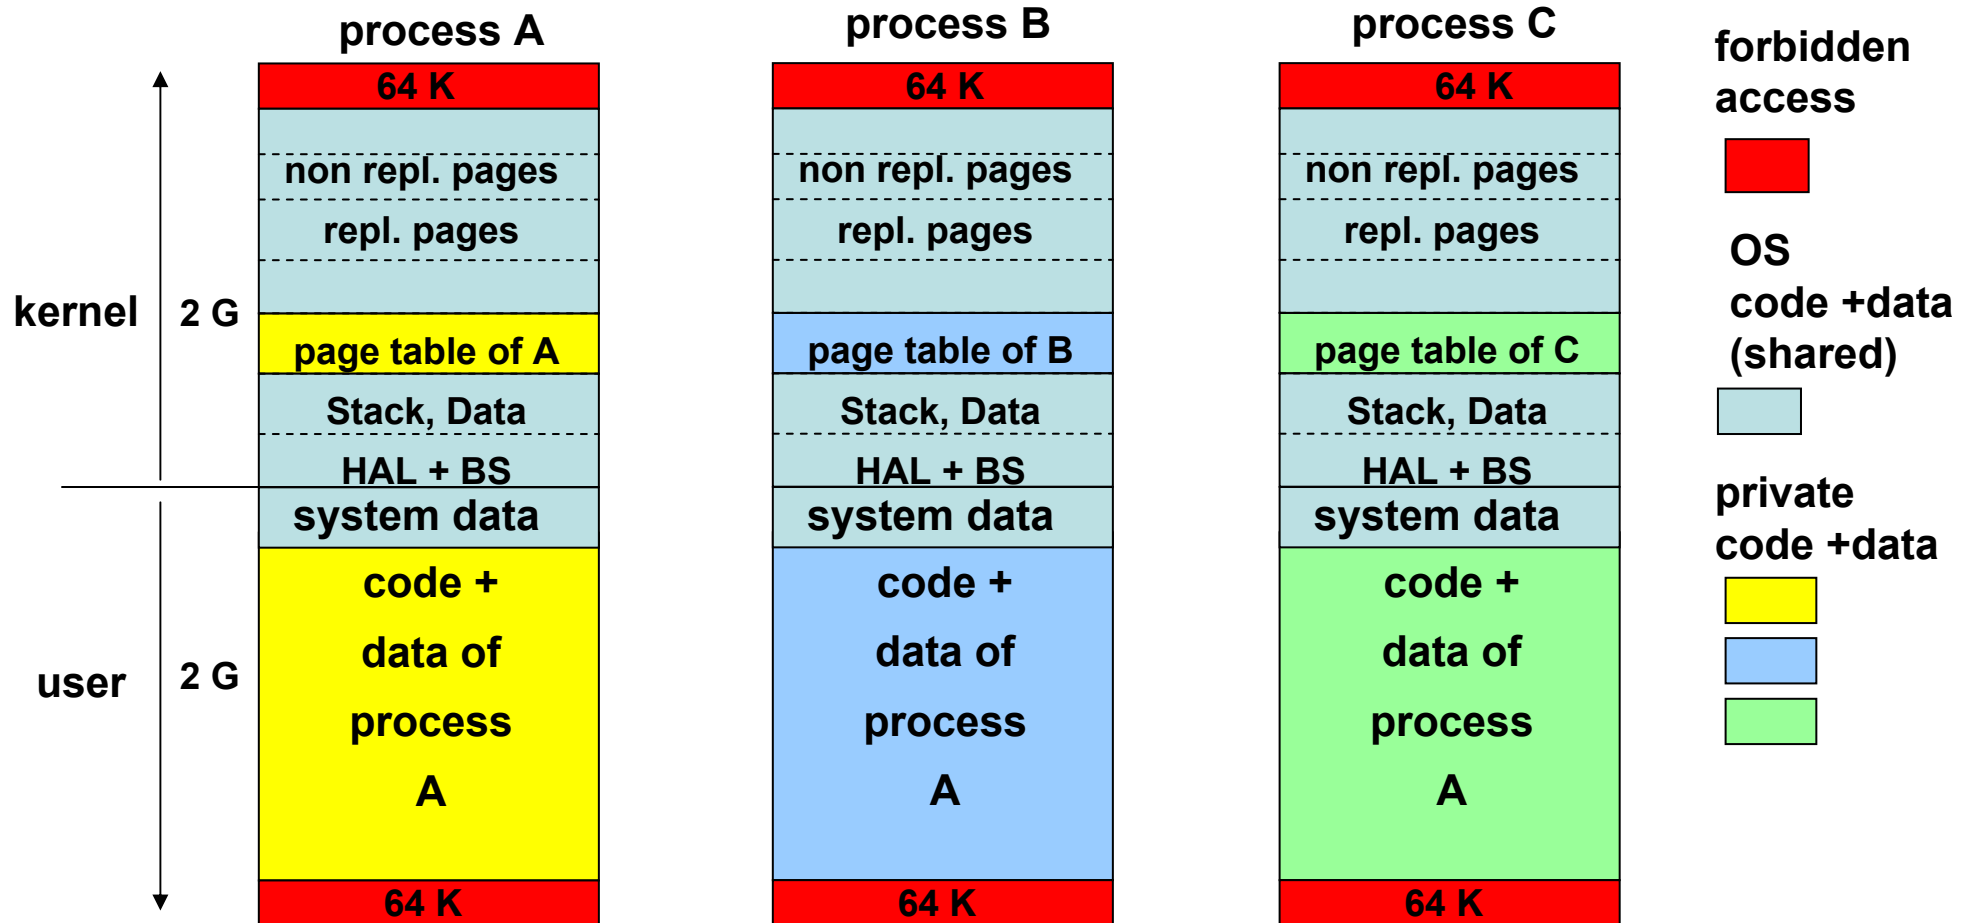 process A
process B
process C
64 K
64 K
64 K
non repl. pages
non repl. pages
non repl. pages
repl. pages
repl. pages
repl. pages
kernel
2 G
page table of A
page table of B
page table of C
Stack, Data
Stack, Data
Stack, Data
HAL + BS
HAL + BS
HAL + BS
system data
system data
system data
user
2 G
code +
data of
process
A
code +
data of
process
A
code +
data of
process
A
64 K
64 K
64 K
forbidden
access
OS
code +data
(shared)
private
code +data